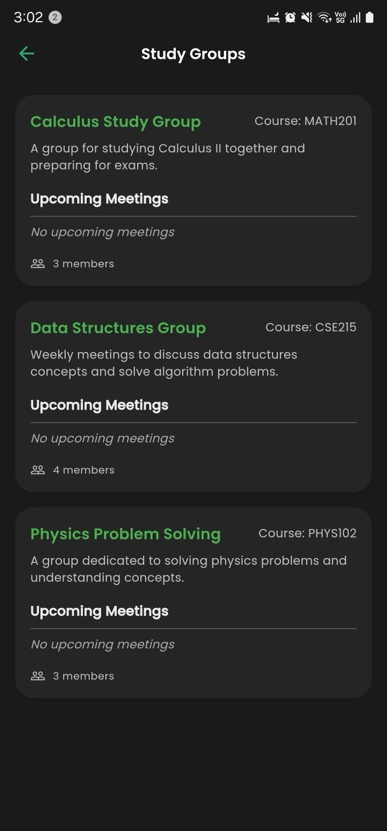 3:02 2
Vo)) 5G
Study Groups
Calculus Study Group Course: MATH201
A group for studying Calculus II together and
preparing for exams.
Upcoming Meetings
No upcoming meetings
3 members
Data Structures Group Course: CSE215
Weekly meetings to discuss data structures
concepts and solve algorithm problems.
Upcoming Meetings
No upcoming meetings
4 members
Physics Problem Solving Course: PHYS102
A group dedicated to solving physics problems and
understanding concepts.
Upcoming Meetings
No upcoming meetings
3 members